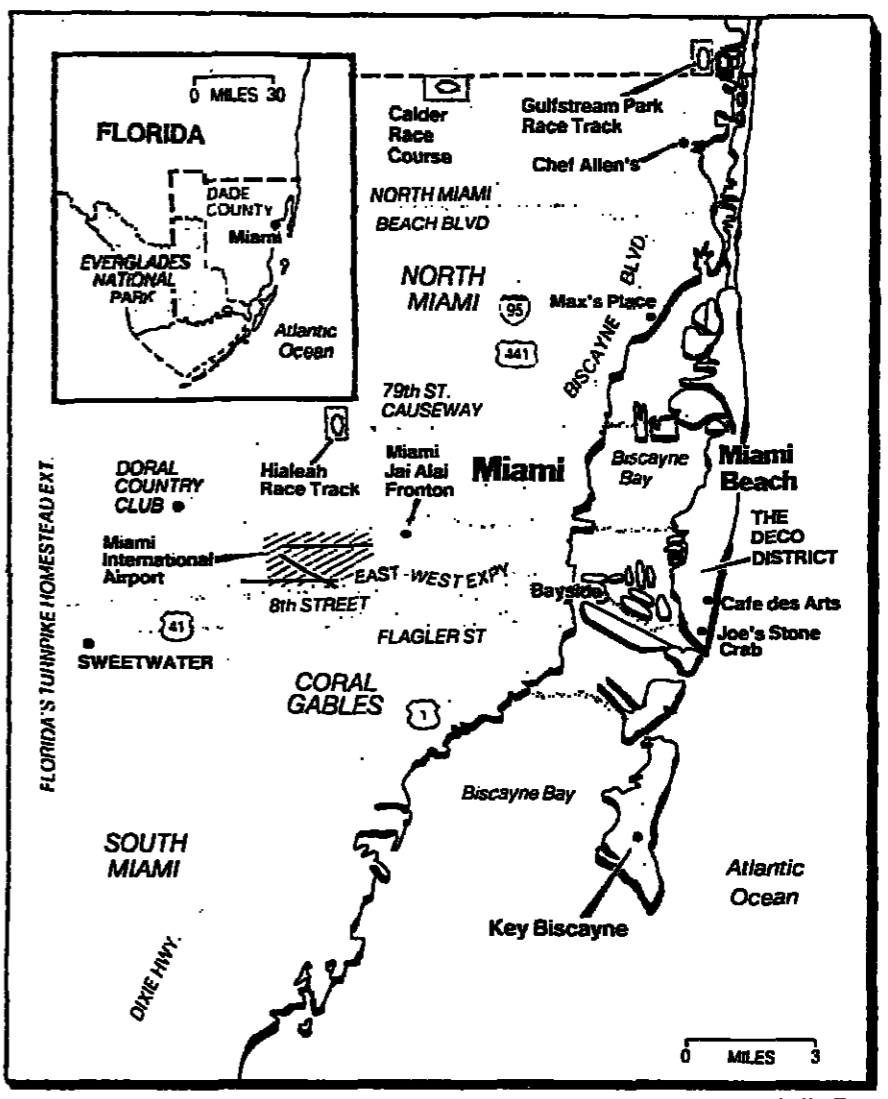 0 MILES 30
FLORIDA
DADE
COUNTY
Miami
EVERGLADES
NATIONAL
PARK
Atlantic
Ocean
Calder
Race
Course
Gulfstream Park
Race Track
Chef Allen's
NORTH MIAMI
BEACH BLVD
NORTH
MIAMI
95
441
Max's Place
BISCAYNE BLVD.
79th ST.
CAUSEWAY
Hialeah
Race Track
Miami
Jai Alai
Fronton
Miami
Biscayne
Bay
Miami
Beach
DORAL
COUNTRY
CLUB
THE
DECO
DISTRICT
Miami
International
Airport
EAST-WEST EXPY
8th STREET
Bayside
Cafe des Arts
41
FLAGLER ST
Joe's Stone
Crab
SWEETWATER
FLORIDA'S TURNPIKE HOMESTEAD EXT.
CORAL
GABLES
1
Biscayne Bay
SOUTH
MIAMI
Atlantic
Ocean
Key Biscayne
DIXIE HWY.
0 MILES 3